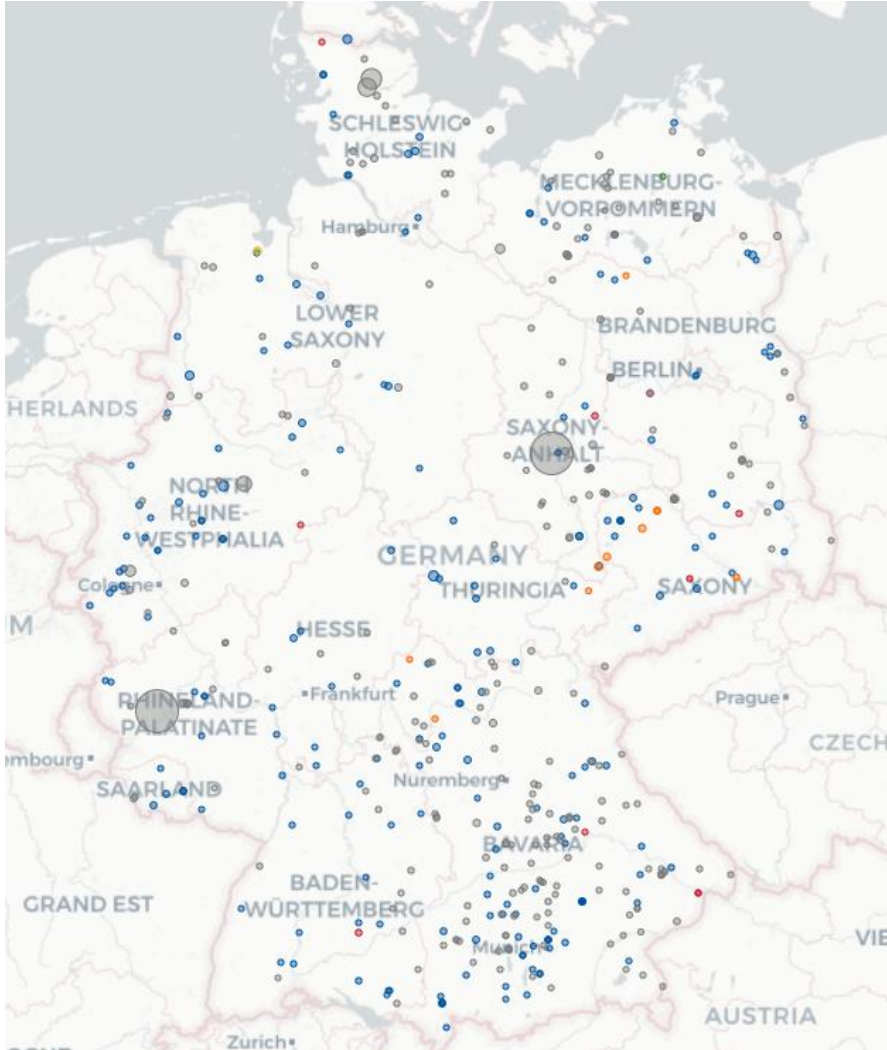 SCHLESWIG
HOLSTEIN
MECKLENBURG-
VORPOMMERN
Hamburg
LOWER
SAXONY
BRANDENBURG
BERLIN
HERLANDS
SAXONY-
ANHALT
NORTH
RHINE-
WESTPHALIA
GERMANY
Cologne
THURINGIA
SAXONY
M
HESSE
Frankfurt
RHINELAND-
PALATINATE
Prague
CZECH
embourg
Nuremberg
SAARLAND
BAVARIA
BADEN-
WÜRTTEMBERG
GRAND EST
VIE
Munich
AUSTRIA
Zurich